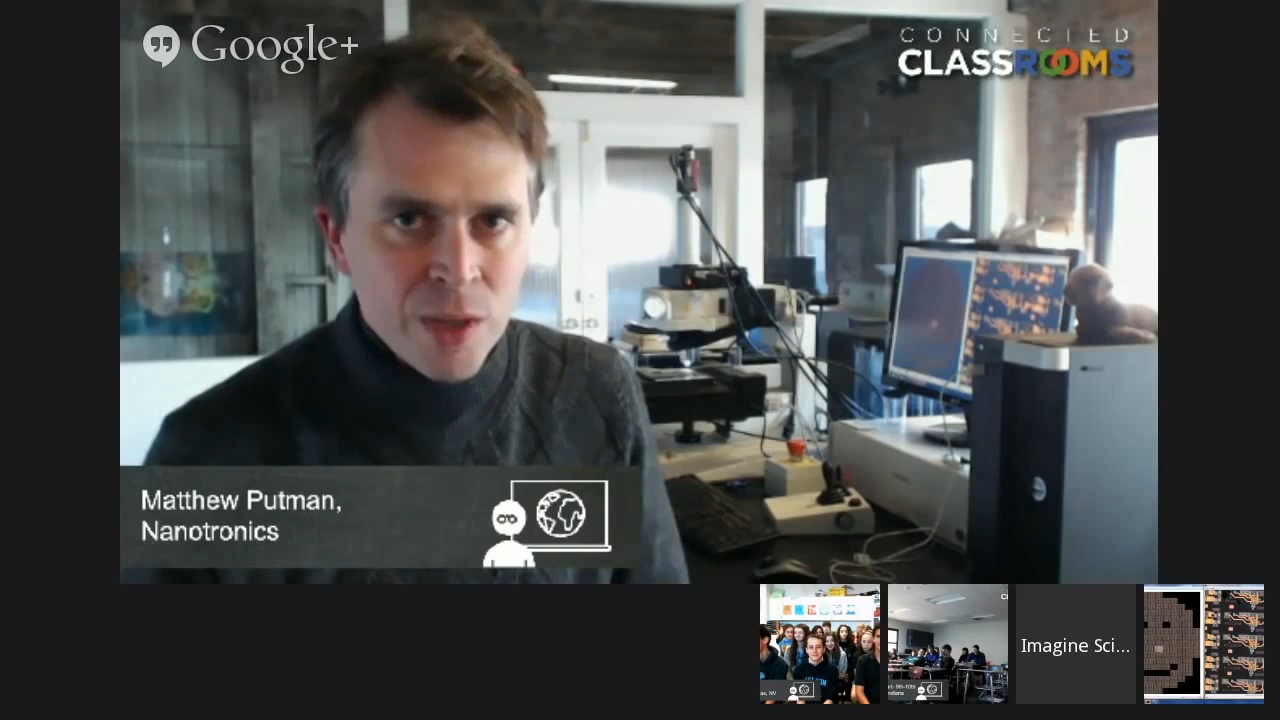 Google+
CONNECTED
CLASSROOMS
Matthew Putman,
Nanotronics
Imagine Sci...